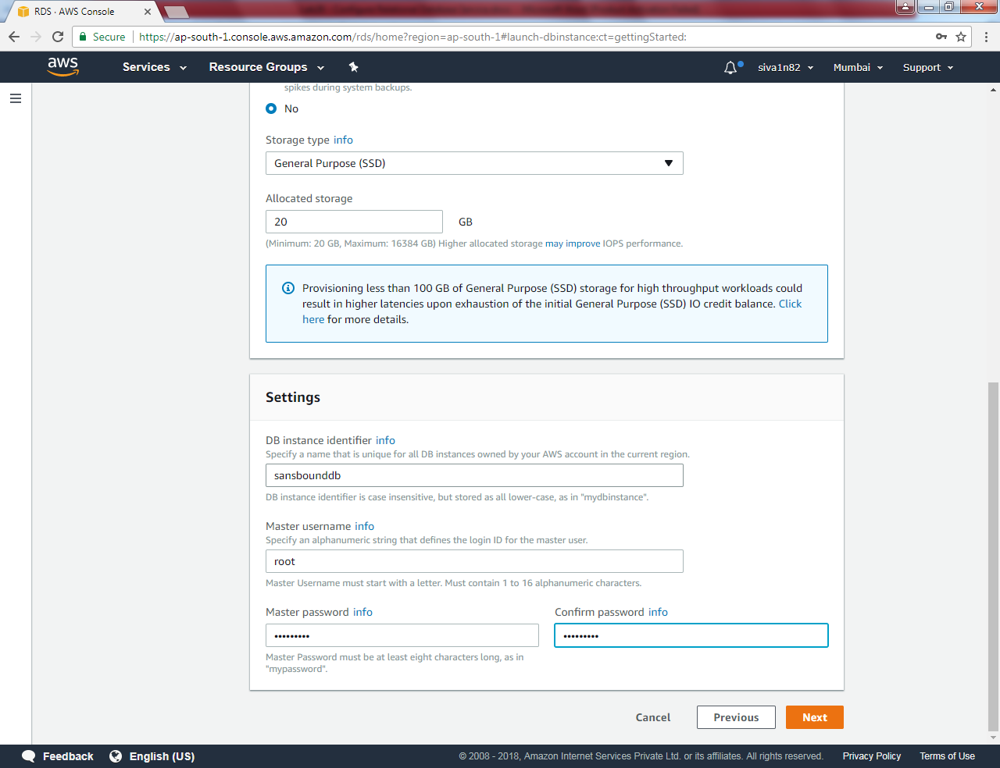 RDS · AWS Console
Secure https://ap-south-1.console.aws.amazon.com/rds/home?region=ap-south-1#launch-dbinstance:ct=gettingStarted:
aws Services Resource Groups siva1n82 Mumbai Support
spikes during system backups.
No
Storage type info
General Purpose (SSD)
Allocated storage
20 GB
(Minimum: 20 GB, Maximum: 16384 GB) Higher allocated storage may improve IOPS performance.
Provisioning less than 100 GB of General Purpose (SSD) storage for high throughput workloads could
result in higher latencies upon exhaustion of the initial General Purpose (SSD) IO credit balance. Click
here for more details.
Settings
DB instance identifier info
Specify a name that is unique for all DB instances owned by your AWS account in the current region.
sansbounddb
DB instance identifier is case insensitive, but stored as all lower-case, as in "mydbinstance".
Master username info
Specify an alphanumeric string that defines the login ID for the master user.
root
Master Username must start with a letter. Must contain 1 to 16 alphanumeric characters.
Master password info Confirm password info
••••••••• •••••••••
Master Password must be at least eight characters long, as in
"mypassword".
Cancel Previous Next
Feedback English (US) © 2008 - 2018, Amazon Internet Services Private Ltd. or its affiliates. All rights reserved. Privacy Policy Terms of Use